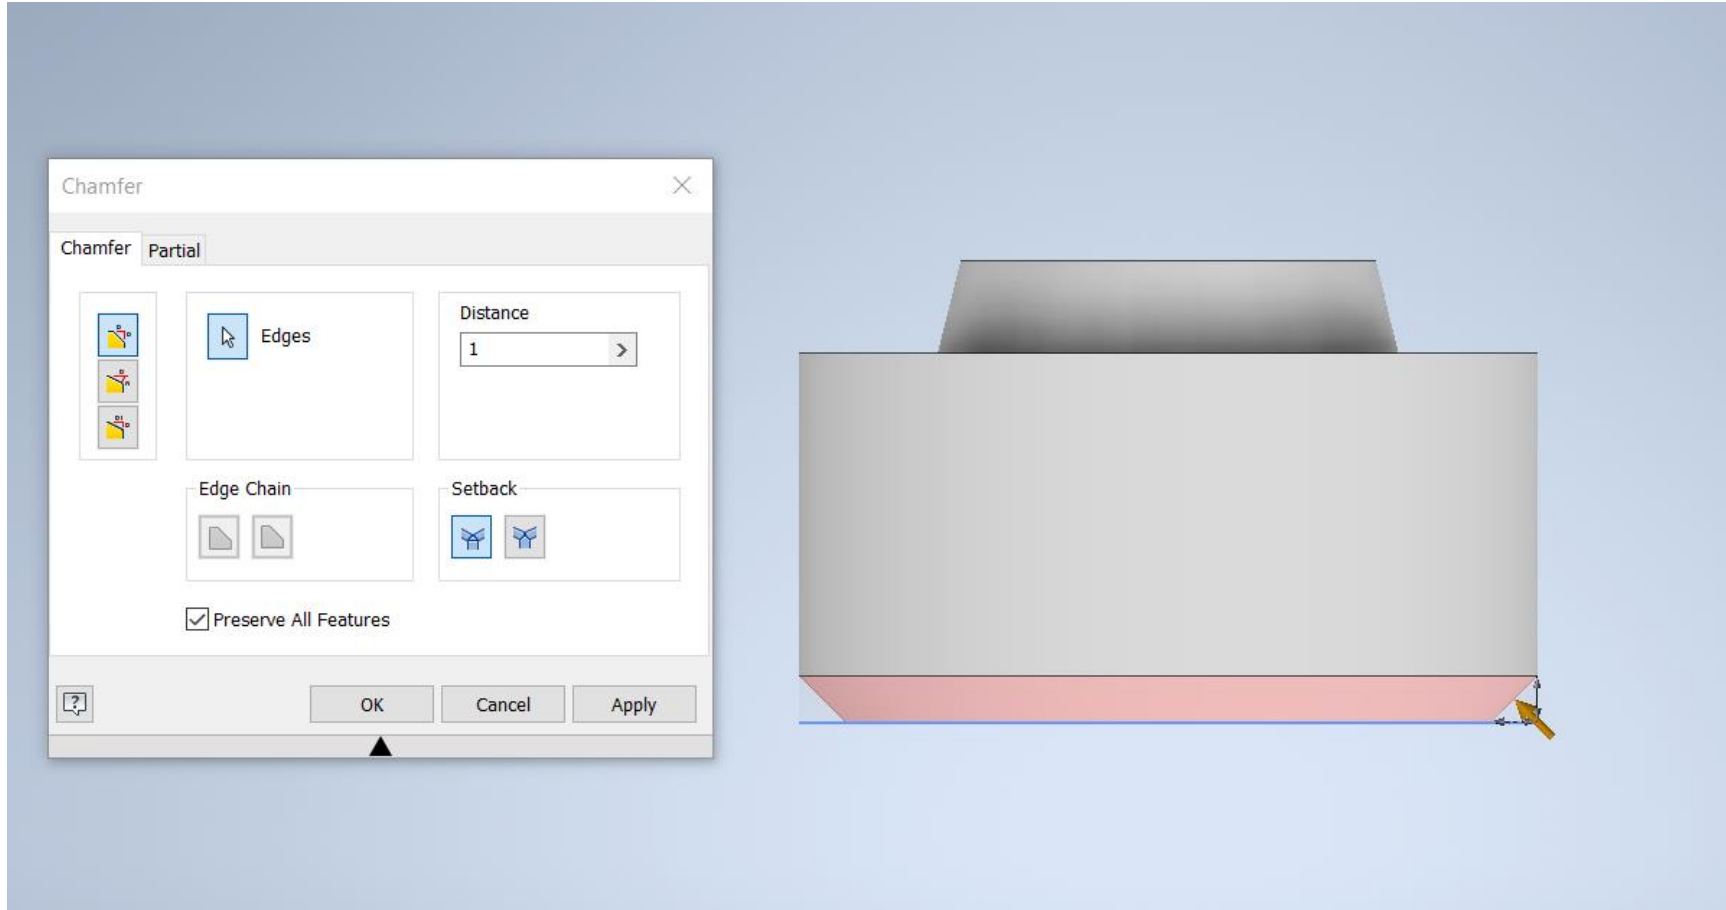 Chamfer
Chamfer
Partial
Edges
Distance
1
Edge Chain
Setback
Preserve All Features
OK
Cancel
Apply